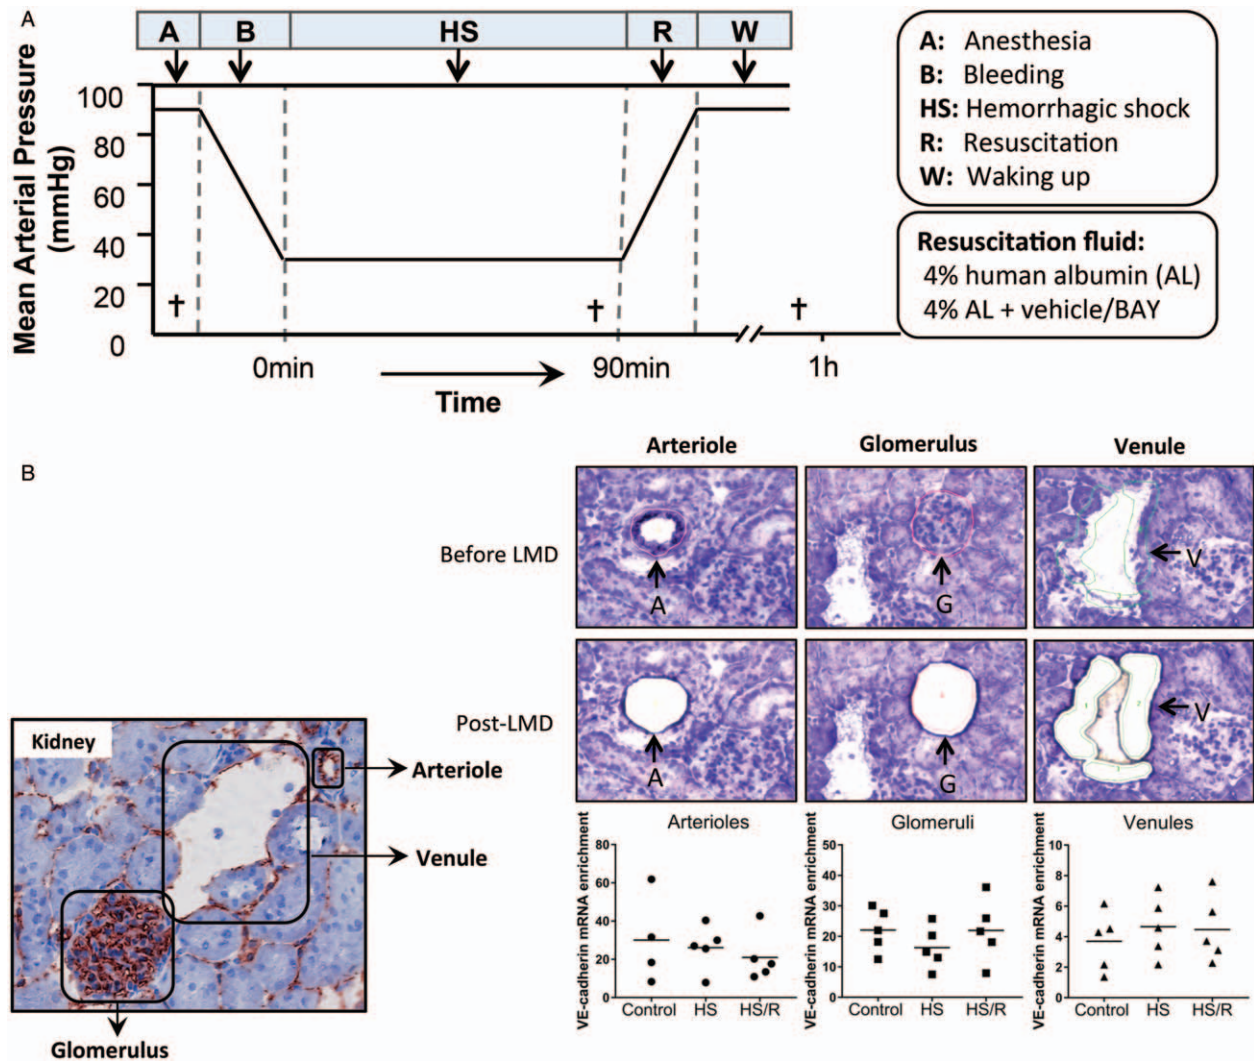 A
A B HS R W
A: Anesthesia
B: Bleeding
HS: Hemorrhagic shock
R: Resuscitation
W: Waking up
Resuscitation fluid:
4% human albumin (AL)
4% AL + vehicle/BAY
Mean Arterial Pressure
(mmHg)
100
80
60
40
20
0
†
†
†
0min 90min 1h
Time
B
Arteriole Glomerulus Venule
Before LMD
A
G
V
Post-LMD
A
G
V
Kidney
Arteriole
Venule
Glomerulus
Arterioles
VE-cadherin mRNA enrichment
80
60
40
20
0
Control HS HS/R
Glomeruli
VE-cadherin mRNA enrichment
50
40
30
20
10
0
Control HS HS/R
Venules
VE-cadherin mRNA enrichment
10
8
6
4
2
0
Control HS HS/R